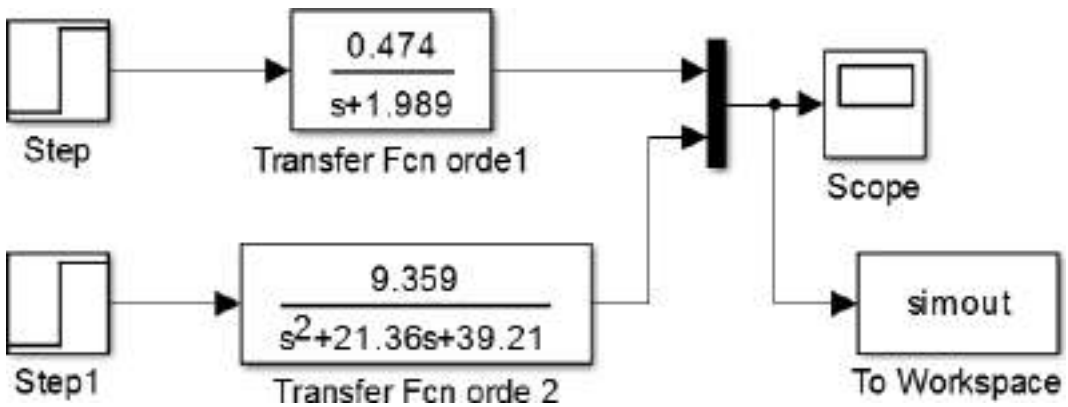 0.474
s+1.989
Step
Transfer Fcn orde1
Scope
9.359
s²+21.36s+39.21
simout
Step1
Transfer Fcn orde 2
To Workspace